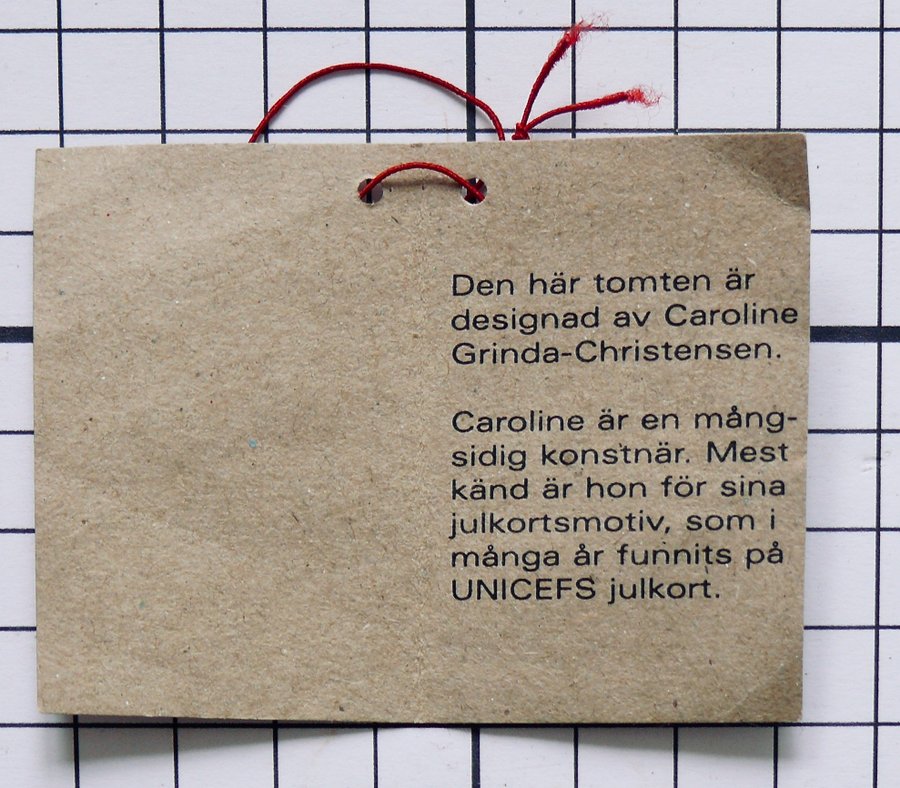 Den här tomten är
designad av Caroline
Grinda-Christensen.
Caroline är en mång-
sidig konstnär. Mest
känd är hon för sina
julkortsmotiv, som i
många år funnits på
UNICEFS julkort.